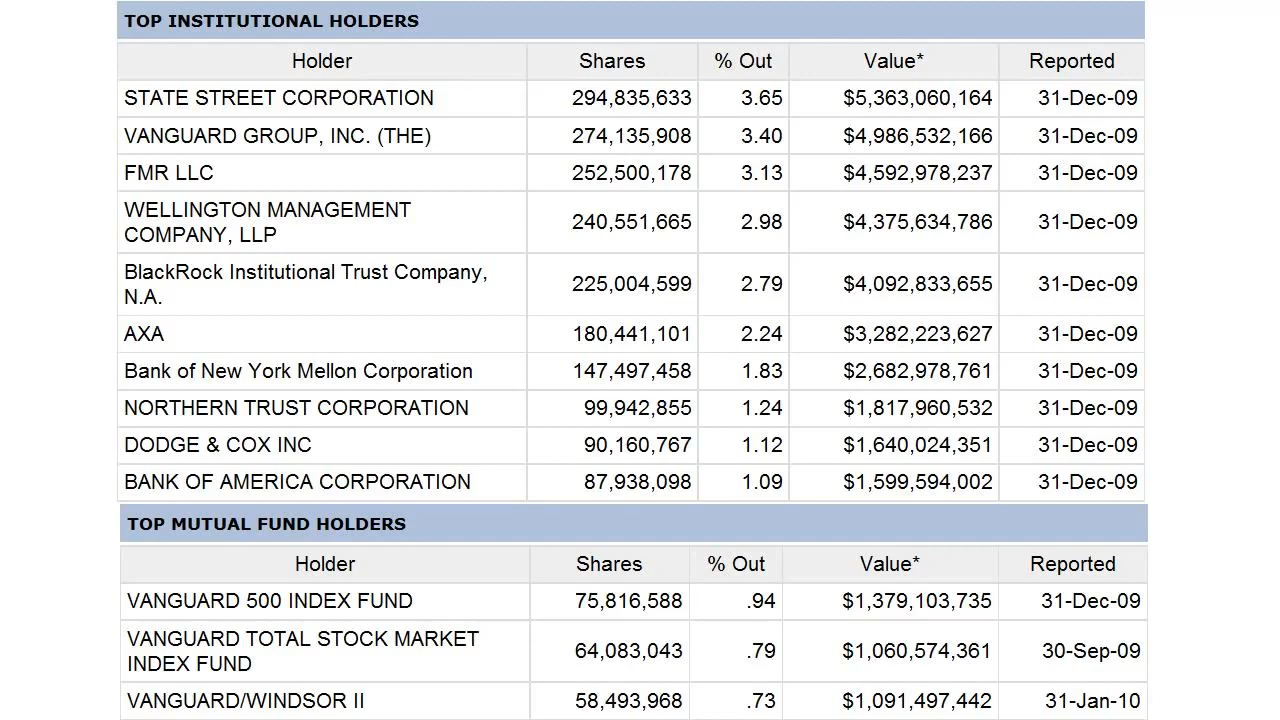 TOP INSTITUTIONAL HOLDERS
Holder Shares % Out Value* Reported
STATE STREET CORPORATION 294,835,633 3.65 $5,363,060,164 31-Dec-09
VANGUARD GROUP, INC. (THE) 274,135,908 3.40 $4,986,532,166 31-Dec-09
FMR LLC 252,500,178 3.13 $4,592,978,237 31-Dec-09
WELLINGTON MANAGEMENT
COMPANY, LLP 240,551,665 2.98 $4,375,634,786 31-Dec-09
BlackRock Institutional Trust Company,
N.A. 225,004,599 2.79 $4,092,833,655 31-Dec-09
AXA 180,441,101 2.24 $3,282,223,627 31-Dec-09
Bank of New York Mellon Corporation 147,497,458 1.83 $2,682,978,761 31-Dec-09
NORTHERN TRUST CORPORATION 99,942,855 1.24 $1,817,960,532 31-Dec-09
DODGE & COX INC 90,160,767 1.12 $1,640,024,351 31-Dec-09
BANK OF AMERICA CORPORATION 87,938,098 1.09 $1,599,594,002 31-Dec-09
TOP MUTUAL FUND HOLDERS
Holder Shares % Out Value* Reported
VANGUARD 500 INDEX FUND 75,816,588 .94 $1,379,103,735 31-Dec-09
VANGUARD TOTAL STOCK MARKET
INDEX FUND 64,083,043 .79 $1,060,574,361 30-Sep-09
VANGUARD/WINDSOR II 58,493,968 .73 $1,091,497,442 31-Jan-10